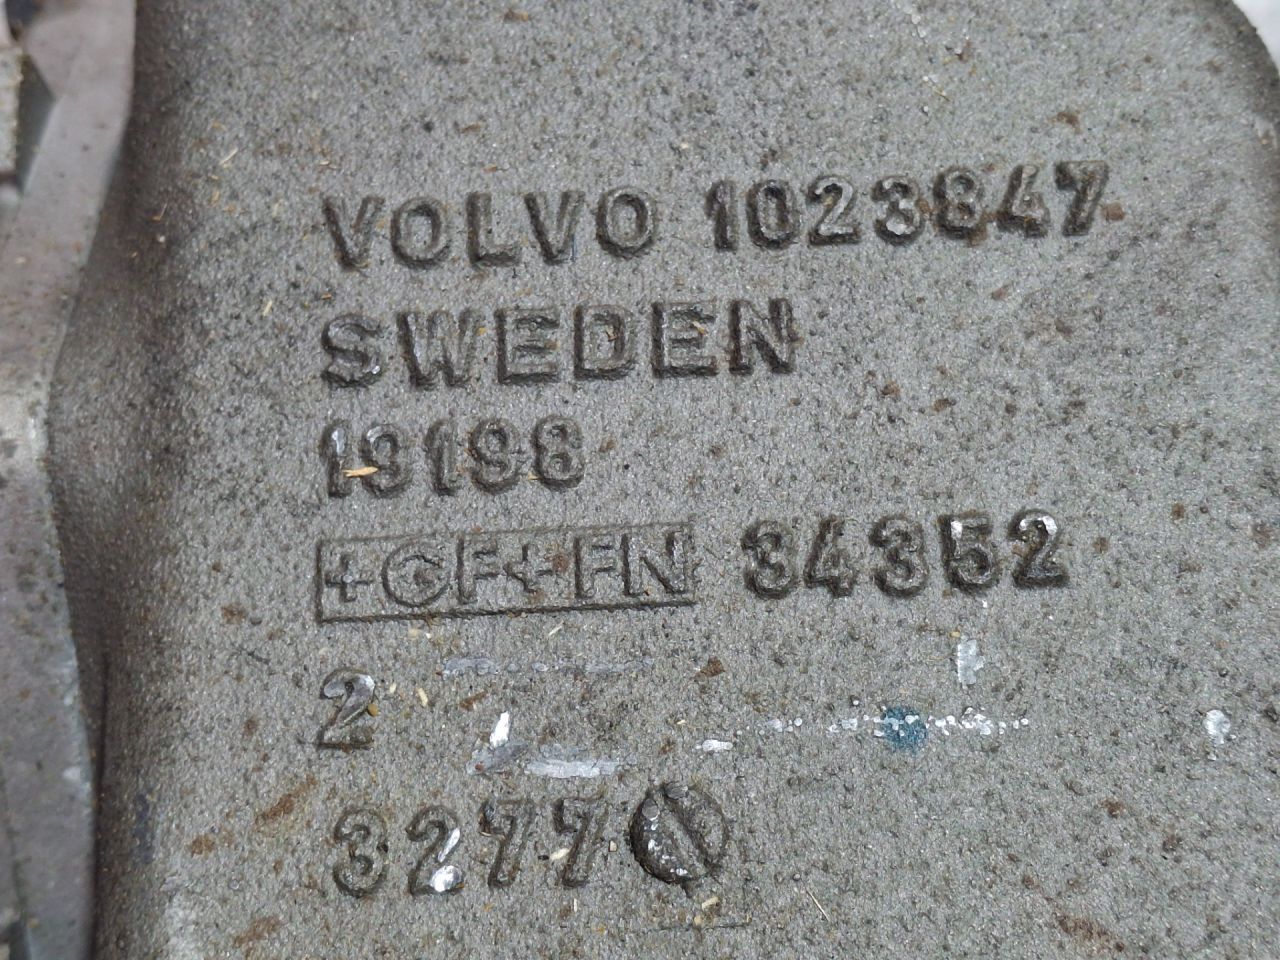 VOLVO 1023847
SWEDEN
19198
+GF+ FN 34352
2
3277